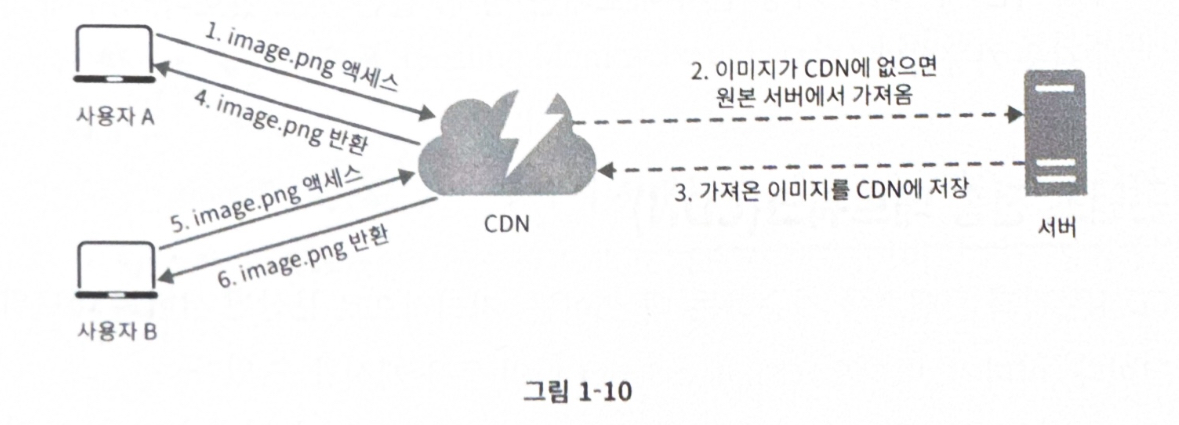 1. image.png 액세스
4. image.png 반환
사용자 A
2. 이미지가 CDN에 없으면
원본 서버에서 가져옴
3. 가져온 이미지를 CDN에 저장
CDN
서버
5. image.png 액세스
6. image.png 반환
사용자 B
그림 1-10